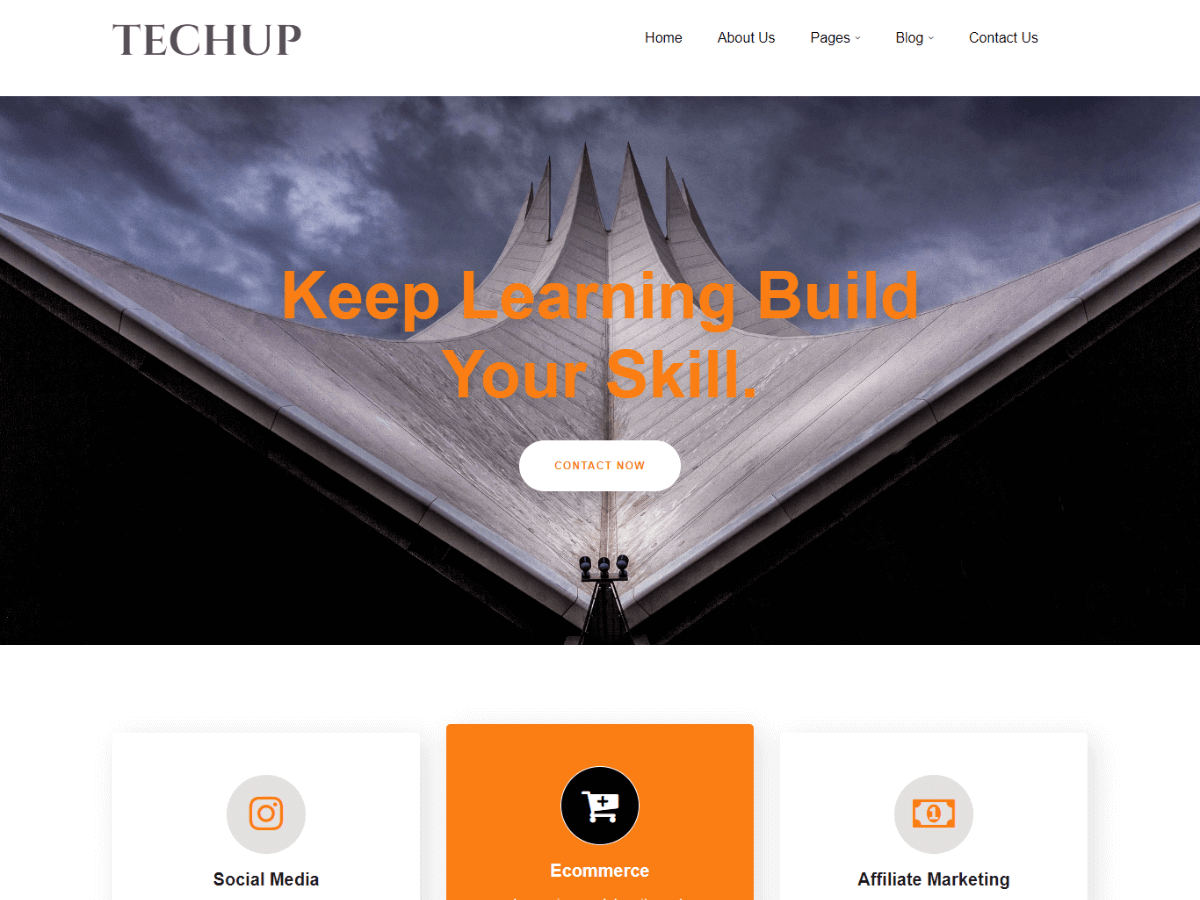 TECHUP
Home
About Us
Pages
Blog
Contact Us
Keep Learning Build
Your Skill.
CONTACT NOW
1
Social Media
Ecommerce
Affiliate Marketing